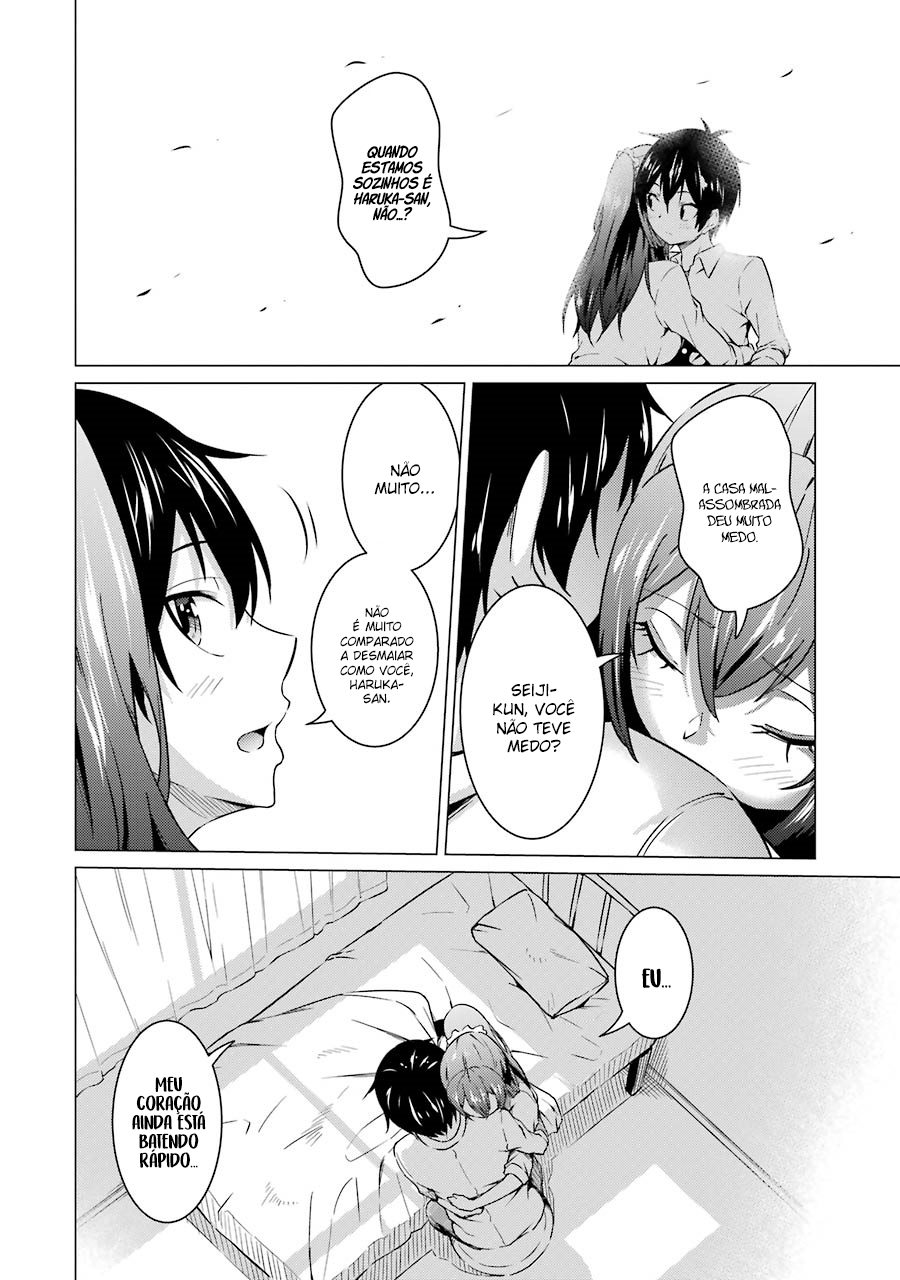 QUANDO
ESTAMOS
SOZINHOS É
HARUKA-SAN,
NÃO...?
A CASA MAL-
ASSOMBRADA
DEU MUITO
MEDO.
SEIJI-
KUN, VOCÊ
NÃO TEVE
MEDO?
NÃO
MUITO...
NÃO
É MUITO
COMPARADO
A DESMAIAR
COMO VOCÊ,
HARUKA-
SAN.
EU...
MEU
CORAÇÃO
AINDA ESTÁ
BATENDO
RÁPIDO...